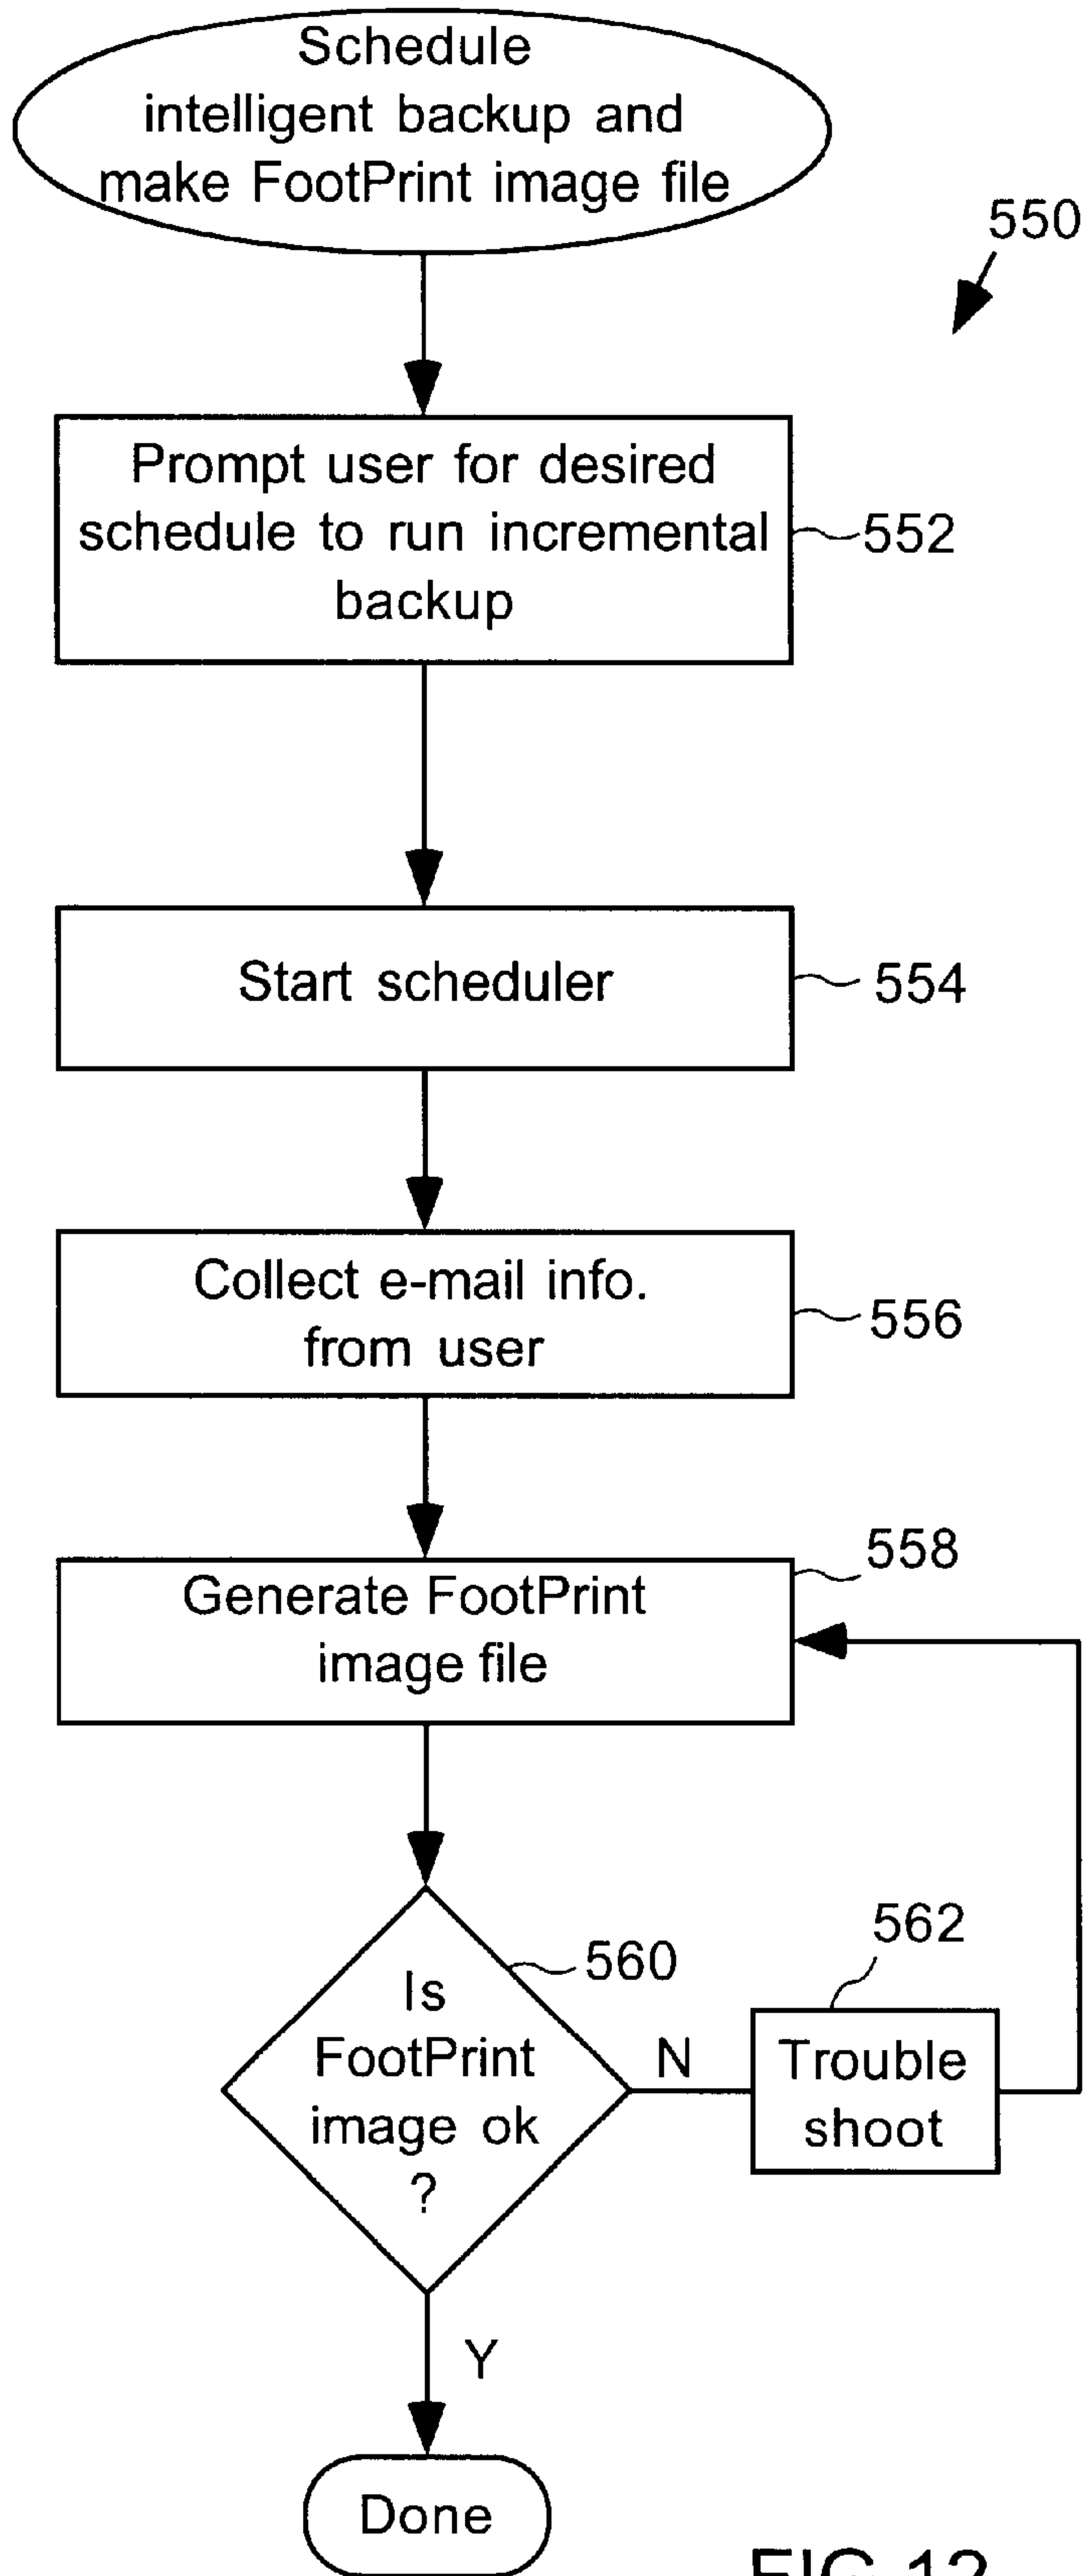 Schedule
intelligent backup and
make FootPrint image file
550
Prompt user for desired
schedule to run incremental
backup
552
Start scheduler
554
Collect e-mail info.
from user
556
558
Generate FootPrint
image file
560
562
Is
FootPrint
image ok
?
N
Trouble
shoot
Y
Done
FIG.12